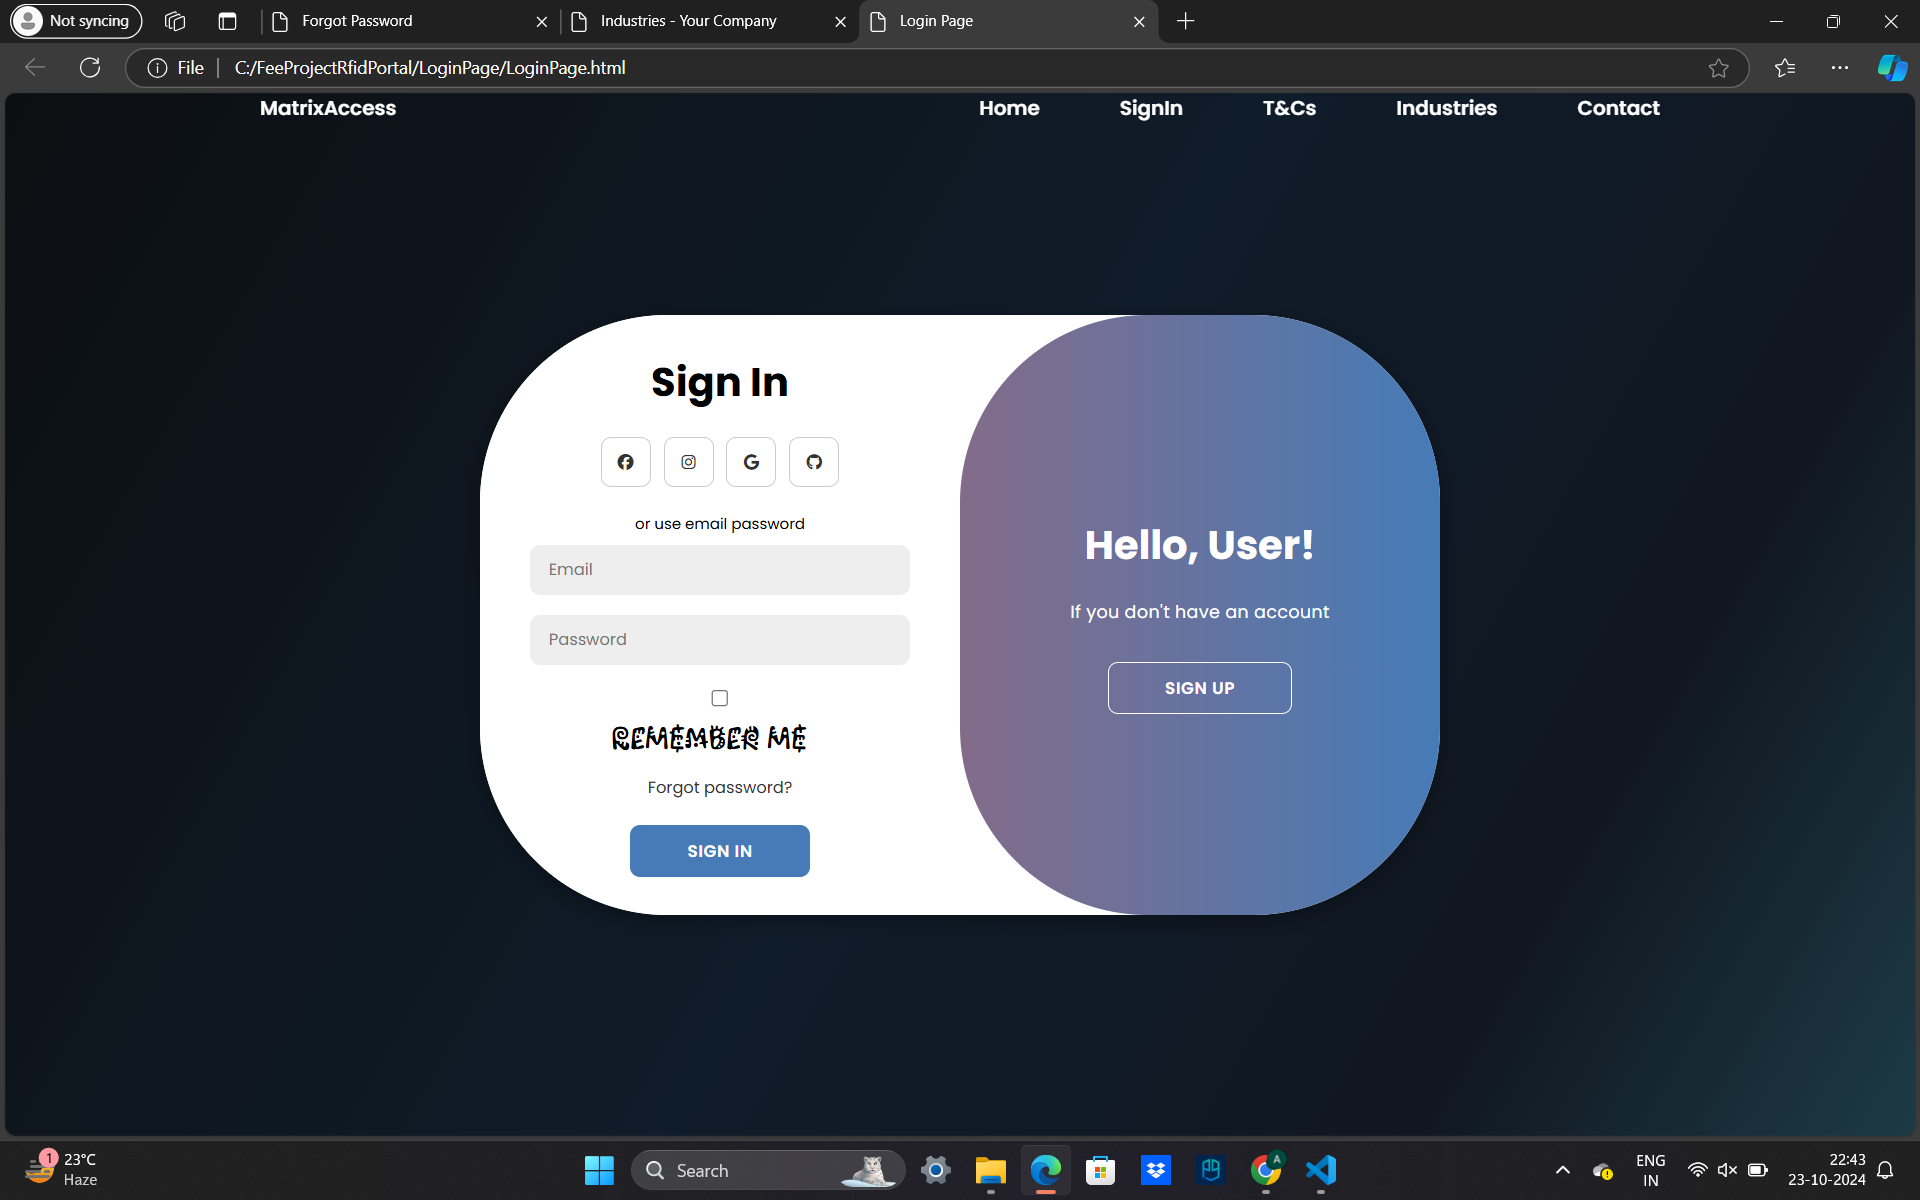 Not syncing
Forgot Password
Industries - Your Company
Login Page
File
C:/FeeProjectRfidPortal/LoginPage/LoginPage.html
MatrixAccess
Home
SignIn
T&Cs
Industries
Contact
Sign In
or use email password
Email
Password
REMEMBER ME
Forgot password?
SIGN IN
Hello, User!
If you don't have an account
SIGN UP
1
23°C
Haze
Search
A
ENG
IN
22:43
23-10-2024